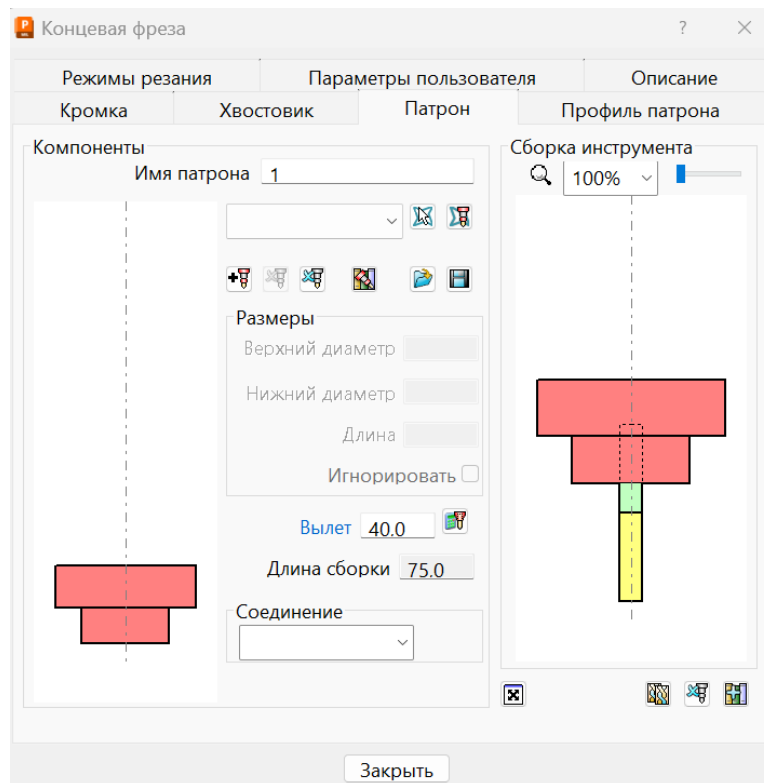 Концевая фреза
Режимы резания Параметры пользователя Описание
Кромка Хвостовик Патрон Профиль патрона
Компоненты
Имя патрона 1
Размеры
Верхний диаметр
Нижний диаметр
Длина
Игнорировать
Вылет 40.0
Длина сборки 75.0
Соединение
Сборка инструмента
100%
Закрыть